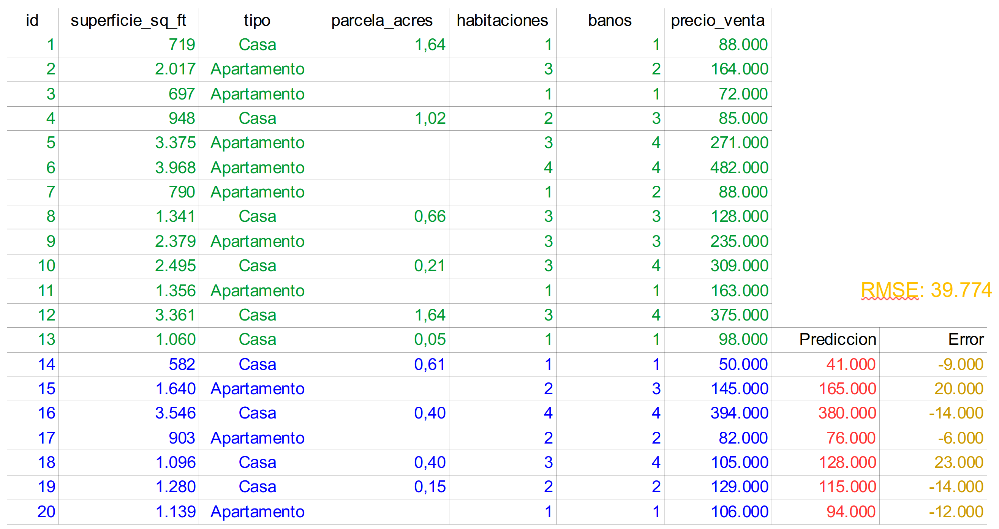 id superficie_sq_ft tipo parcela_acres habitaciones banos precio_venta
1 719 Casa 1,64 1 1 88.000
2 2.017 Apartamento 3 2 164.000
3 697 Apartamento 1 1 72.000
4 948 Casa 1,02 2 3 85.000
5 3.375 Apartamento 3 4 271.000
6 3.968 Apartamento 4 4 482.000
7 790 Apartamento 1 2 88.000
8 1.341 Casa 0,66 3 3 128.000
9 2.379 Apartamento 3 3 235.000
10 2.495 Casa 0,21 3 4 309.000
11 1.356 Apartamento 1 1 163.000 RMSE: 39.774
12 3.361 Casa 1,64 3 4 375.000
13 1.060 Casa 0,05 1 1 98.000 Prediccion Error
14 582 Casa 0,61 1 1 50.000 41.000 -9.000
15 1.640 Apartamento 2 3 145.000 165.000 20.000
16 3.546 Casa 0,40 4 4 394.000 380.000 -14.000
17 903 Apartamento 2 2 82.000 76.000 -6.000
18 1.096 Casa 0,40 3 4 105.000 128.000 23.000
19 1.280 Casa 0,15 2 2 129.000 115.000 -14.000
20 1.139 Apartamento 1 1 106.000 94.000 -12.000